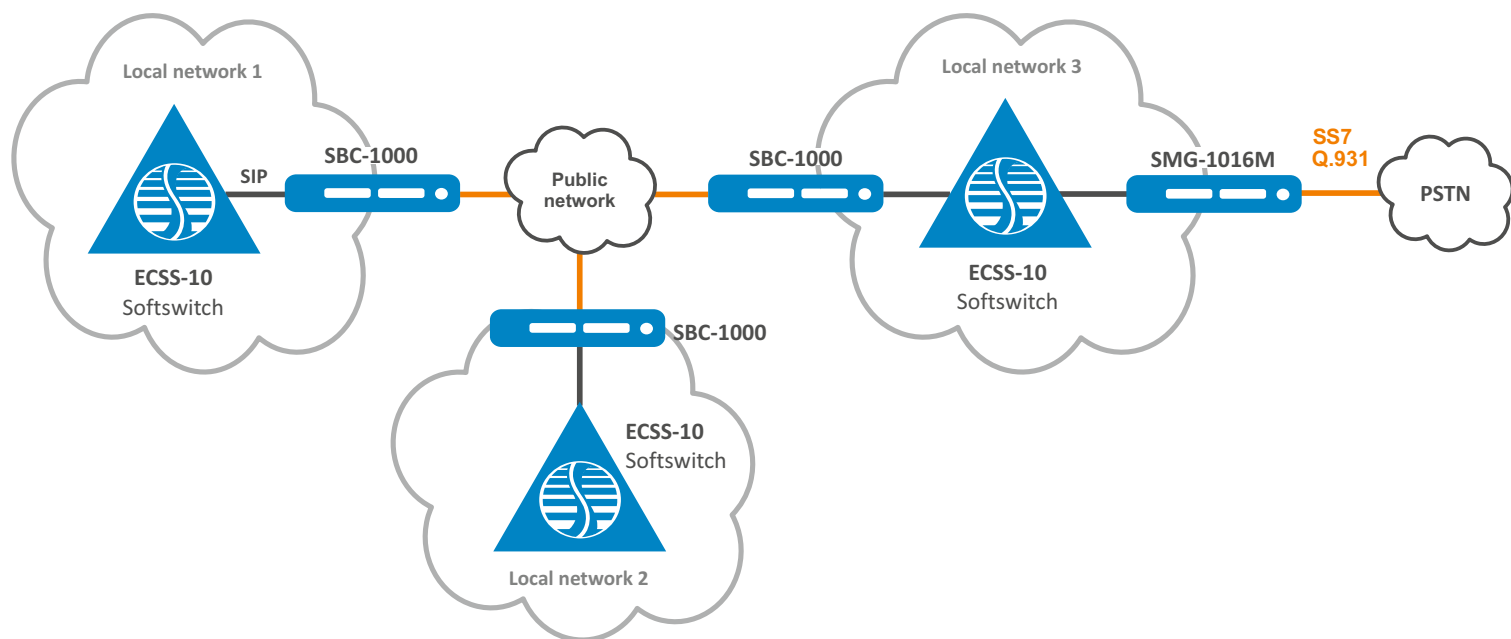 Local network 1
SIP
SBC-1000
ECSS-10
Softswitch
Public
network
SBC-1000
ECSS-10
Softswitch
Local network 2
Local network 3
SBC-1000
ECSS-10
Softswitch
SMG-1016M
SS7
Q.931
PSTN